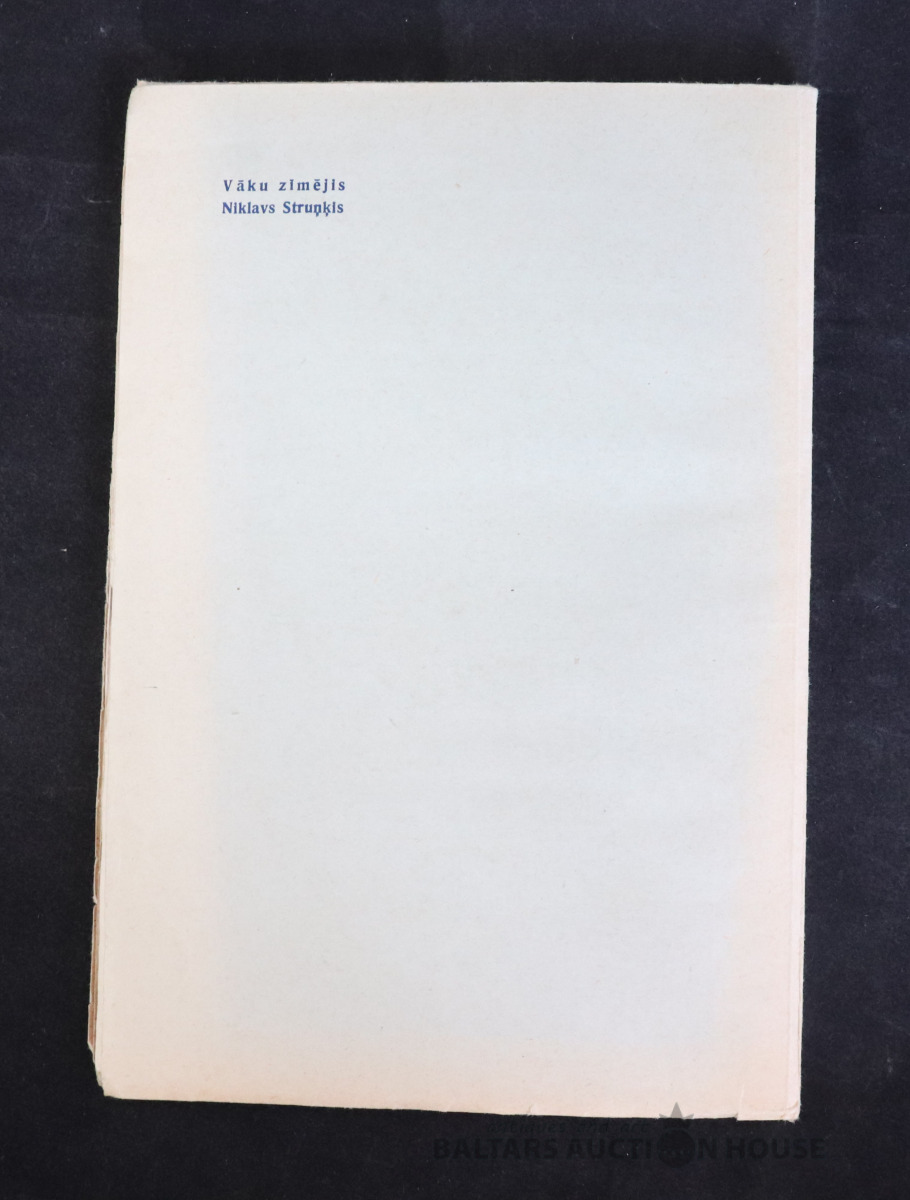 Vāku zīmējis
Niklavs Struņķis
BALTARS AUCTION HOUSE